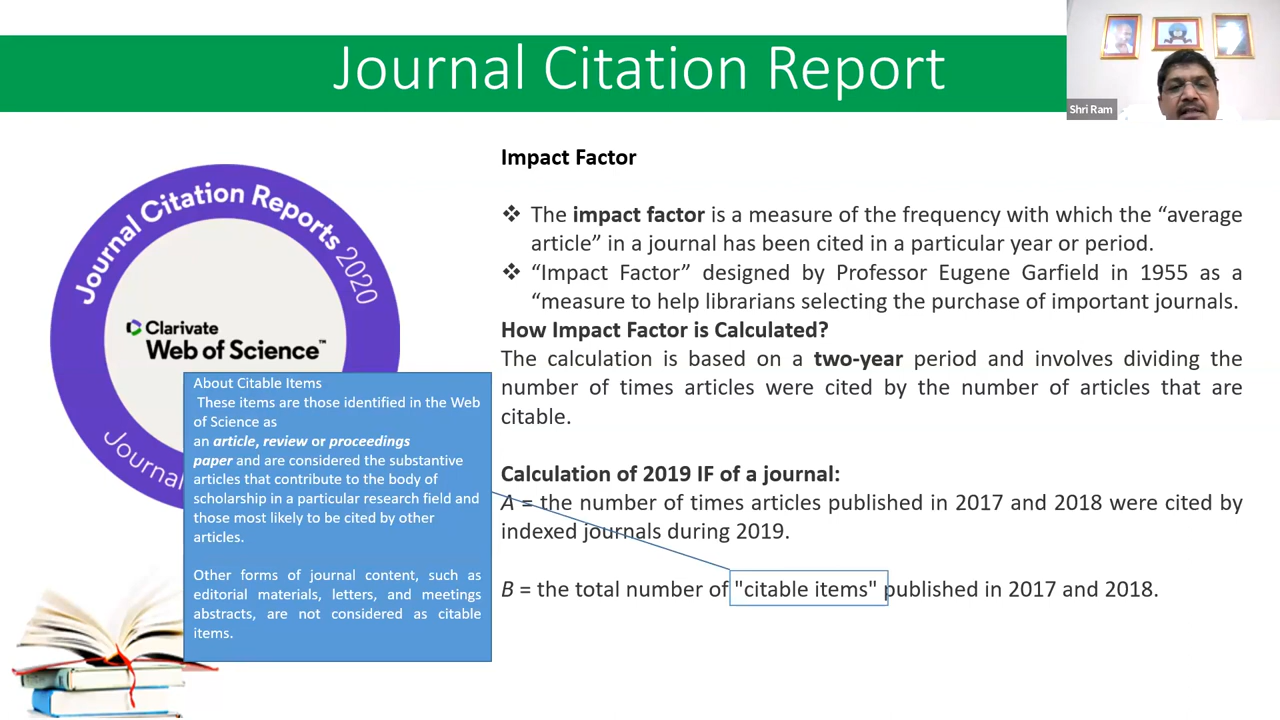 Journal Citation Report
Shri Ram
Journal Citation Reports 2020
Clarivate
Web of Science™
Journal
About Citable Items
These items are those identified in the Web
of Science as
an article, review or proceedings
paper and are considered the substantive
articles that contribute to the body of
scholarship in a particular research field and
those most likely to be cited by other
articles.
Other forms of journal content, such as
editorial materials, letters, and meetings
abstracts, are not considered as citable
items.
Impact Factor
❖ The impact factor is a measure of the frequency with which the “average
article” in a journal has been cited in a particular year or period.
❖ “Impact Factor” designed by Professor Eugene Garfield in 1955 as a
“measure to help librarians selecting the purchase of important journals.
How Impact Factor is Calculated?
The calculation is based on a two-year period and involves dividing the
number of times articles were cited by the number of articles that are
citable.
Calculation of 2019 IF of a journal:
A = the number of times articles published in 2017 and 2018 were cited by
indexed journals during 2019.
B = the total number of "citable items" published in 2017 and 2018.